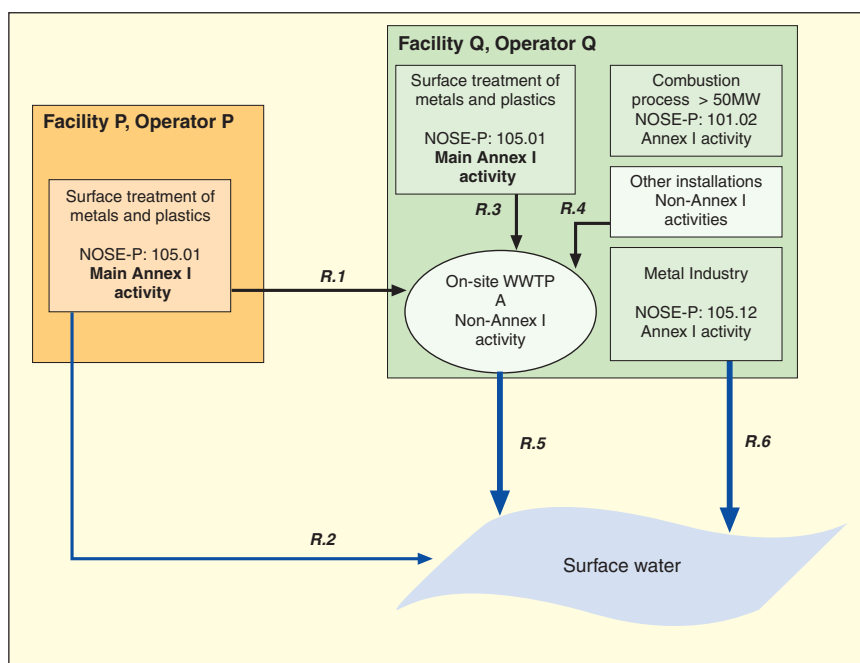 Facility P, Operator P
Surface treatment of
metals and plastics
NOSE-P: 105.01
Main Annex I
activity
R.1
R.2
Facility Q, Operator Q
Surface treatment of
metals and plastics
NOSE-P: 105.01
Main Annex I
activity
R.3
R.4
Combustion
process > 50MW
NOSE-P: 101.02
Annex I activity
Other installations
Non-Annex I
activities
On-site WWTP
A
Non-Annex I
activity
Metal Industry
NOSE-P: 105.12
Annex I activity
R.5
R.6
Surface water